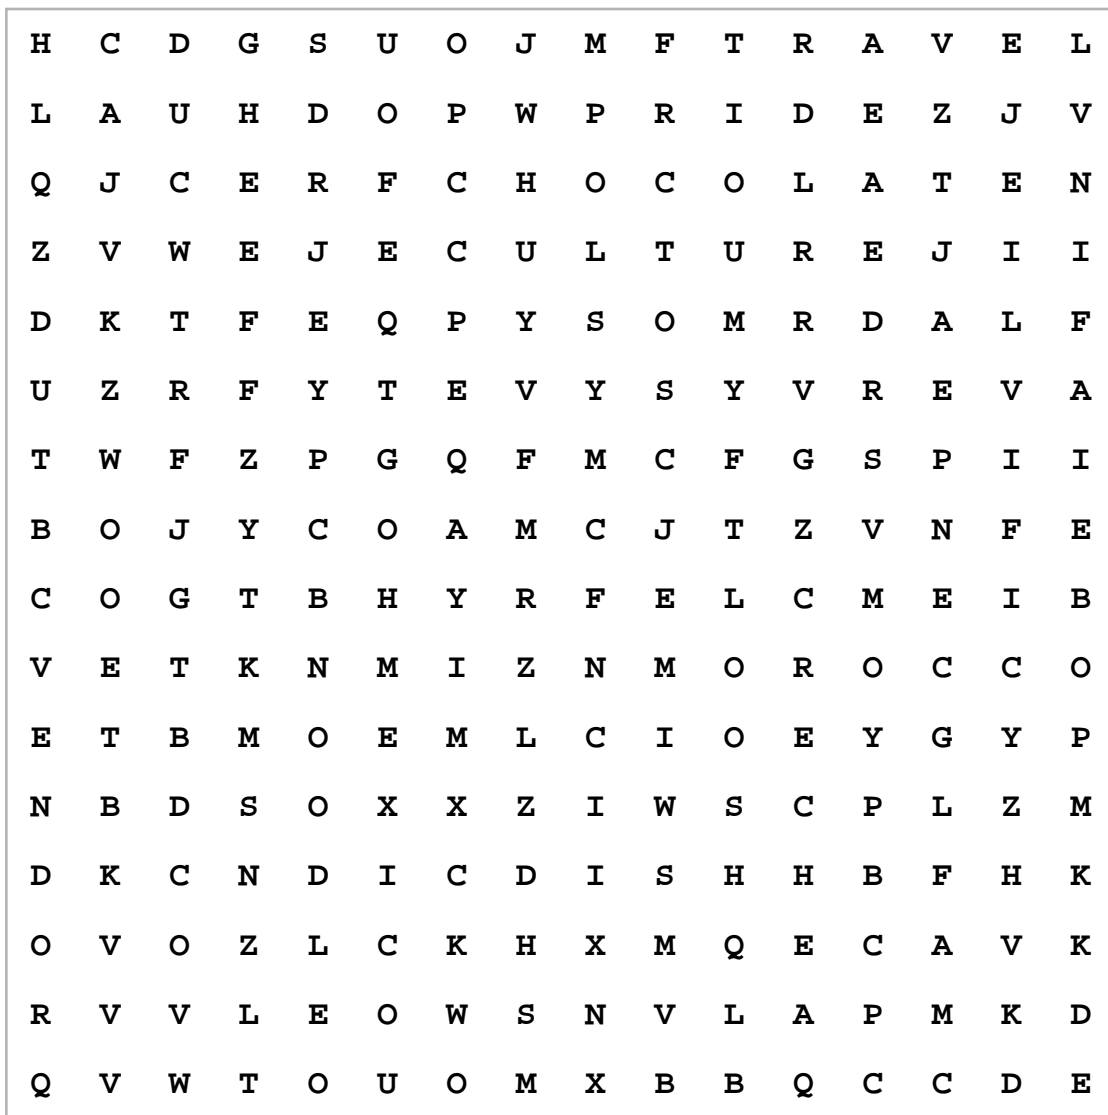 H C D G S U O J M F T R A V E L
L A U H D O P W P R I D E Z J V
Q J C E R F C H O C O L A T E N
Z V W E J E C U L T U R E J I I
D K T F E Q P Y S O M R D A L F
U Z R F Y T E V Y S Y V R E V A
T W F Z P G Q F M C F G S P I I
B O J Y C O A M C J T Z V N F E
C O G T B H Y R F E L C M E I B
V E T K N M I Z N M O R O C C O
E T B M O E M L C I O E Y G Y P
N B D S O X X Z I W S C P L Z M
D K C N D I C D I S H H B F H K
O V O Z L C K H X M Q E C A V K
R V V L E O W S N V L A P M K D
Q V W T O U O M X B B Q C C D E